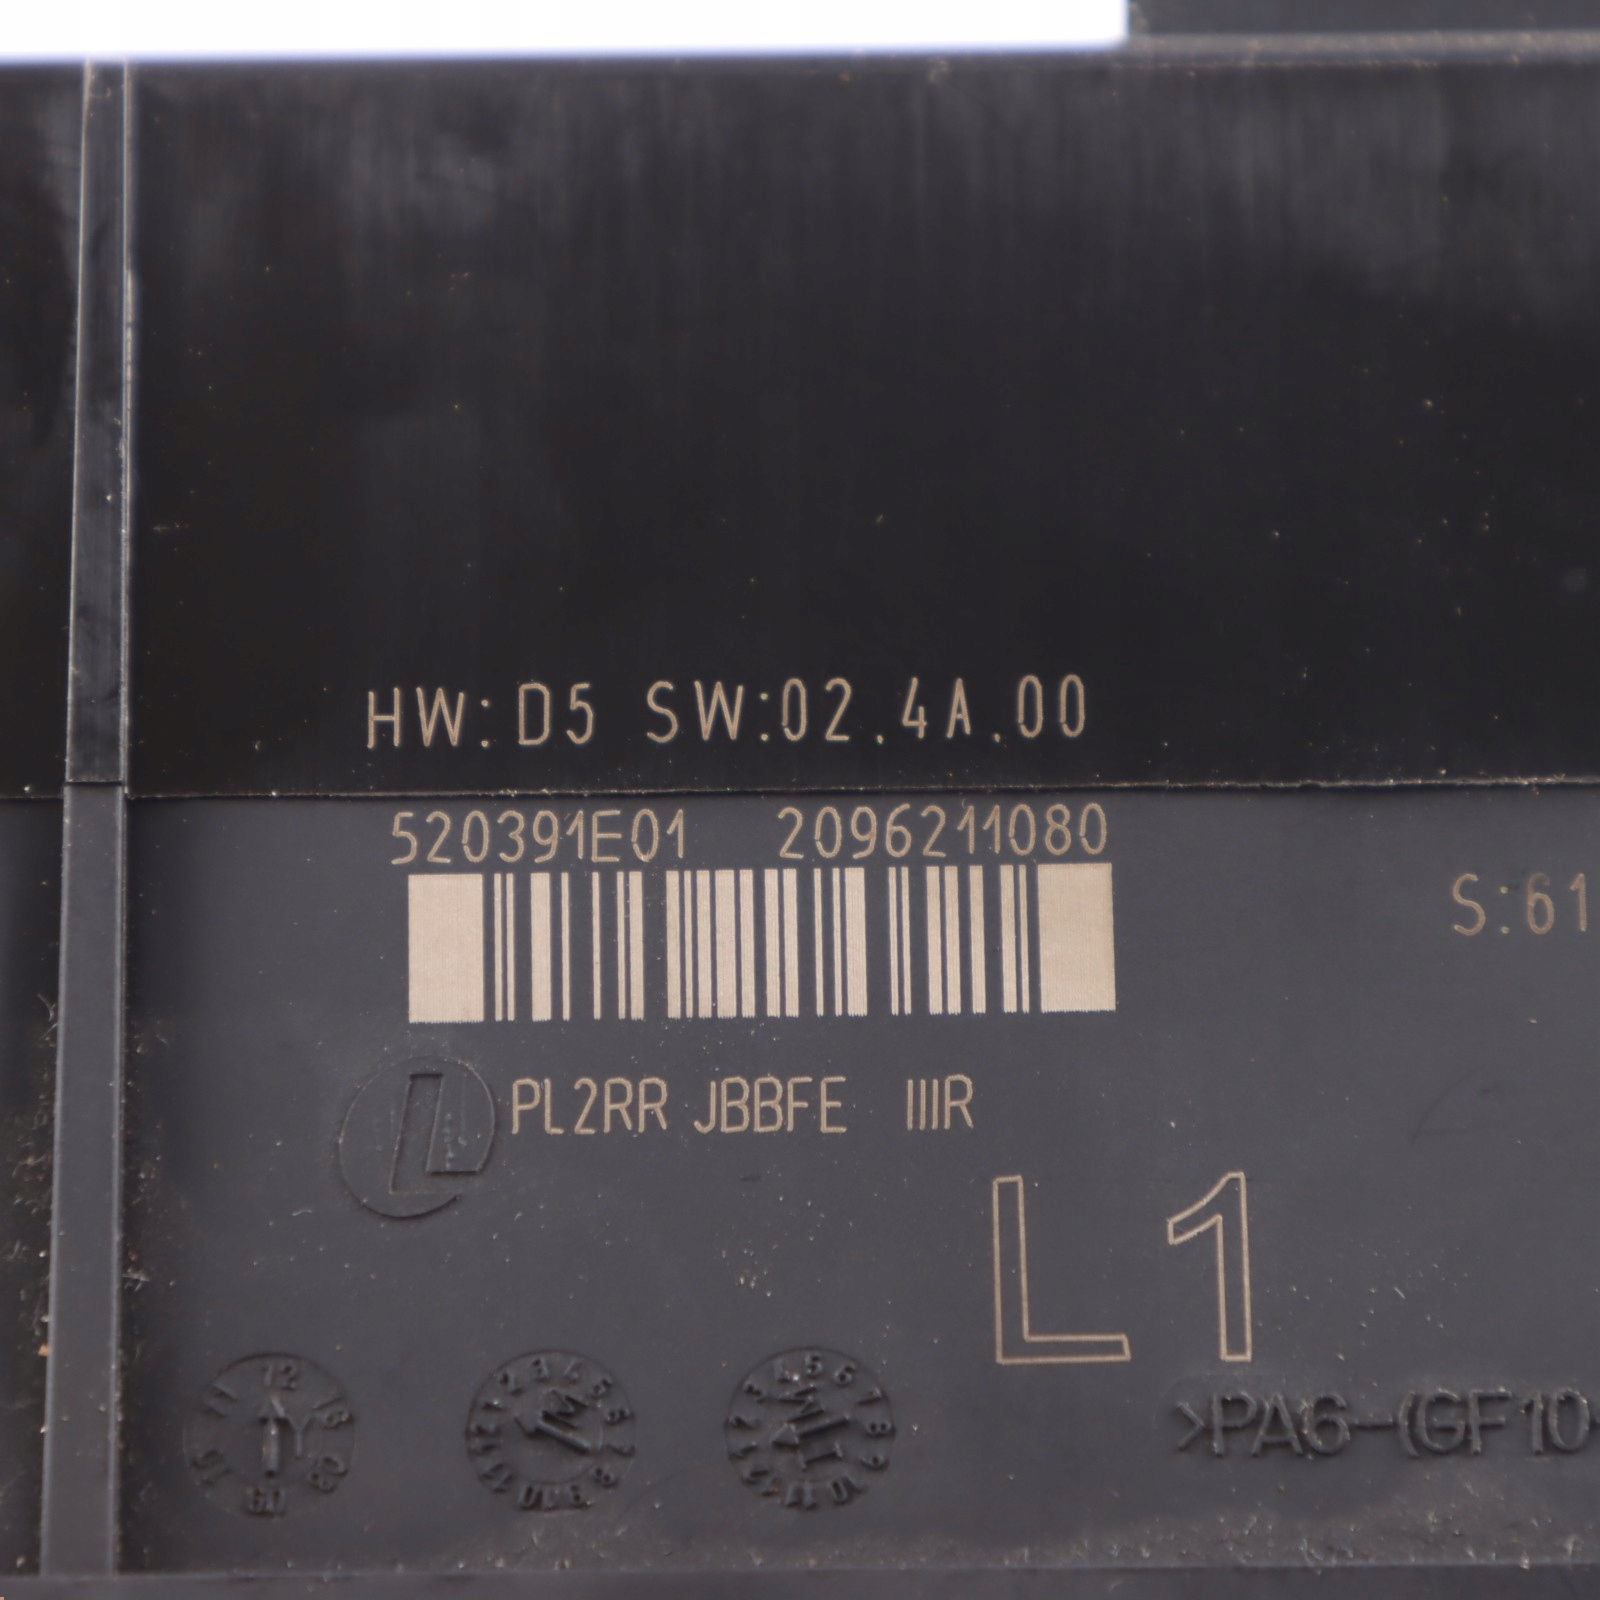 HW:D5 SW:02.4A.00
520391E01 2096211080
S:61
PL2RR JBBFE IIIR
L1
>PA6-(GF10